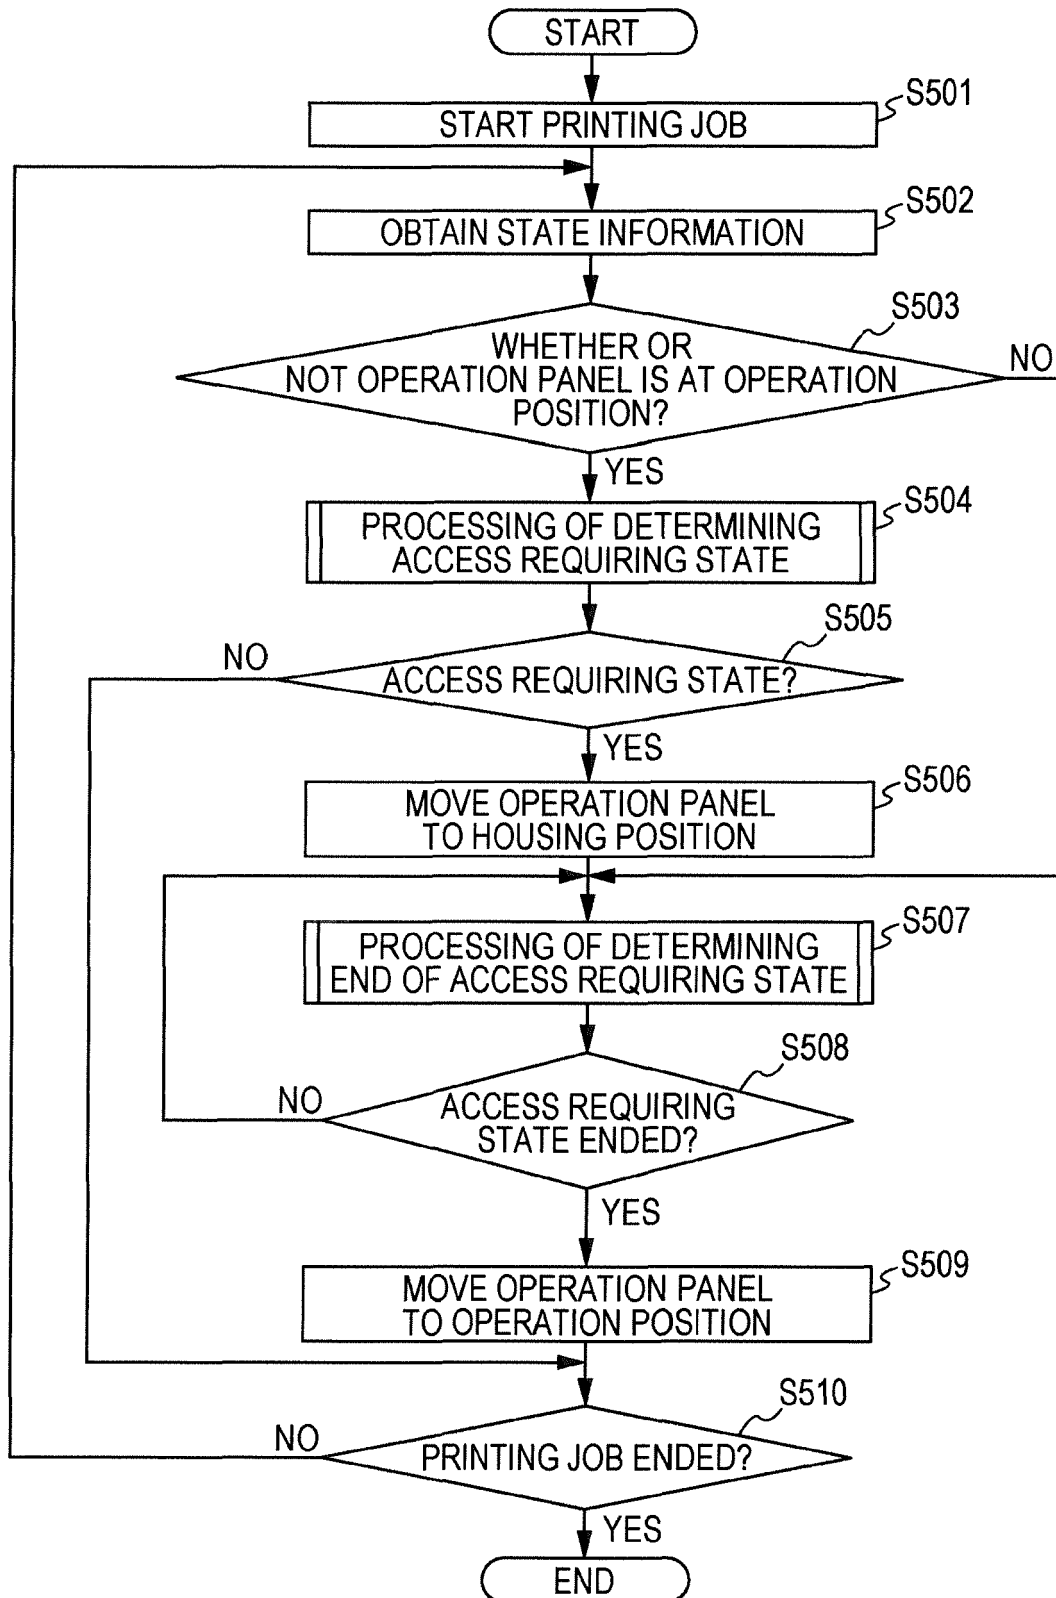 START
S501
START PRINTING JOB
S502
OBTAIN STATE INFORMATION
S503
WHETHER OR
NOT OPERATION PANEL IS AT OPERATION
POSITION?
NO
YES
S504
PROCESSING OF DETERMINING
ACCESS REQUIRING STATE
S505
NO
ACCESS REQUIRING STATE?
YES
S506
MOVE OPERATION PANEL
TO HOUSING POSITION
S507
PROCESSING OF DETERMINING
END OF ACCESS REQUIRING STATE
S508
NO
ACCESS REQUIRING
STATE ENDED?
YES
S509
MOVE OPERATION PANEL
TO OPERATION POSITION
S510
NO
PRINTING JOB ENDED?
YES
END